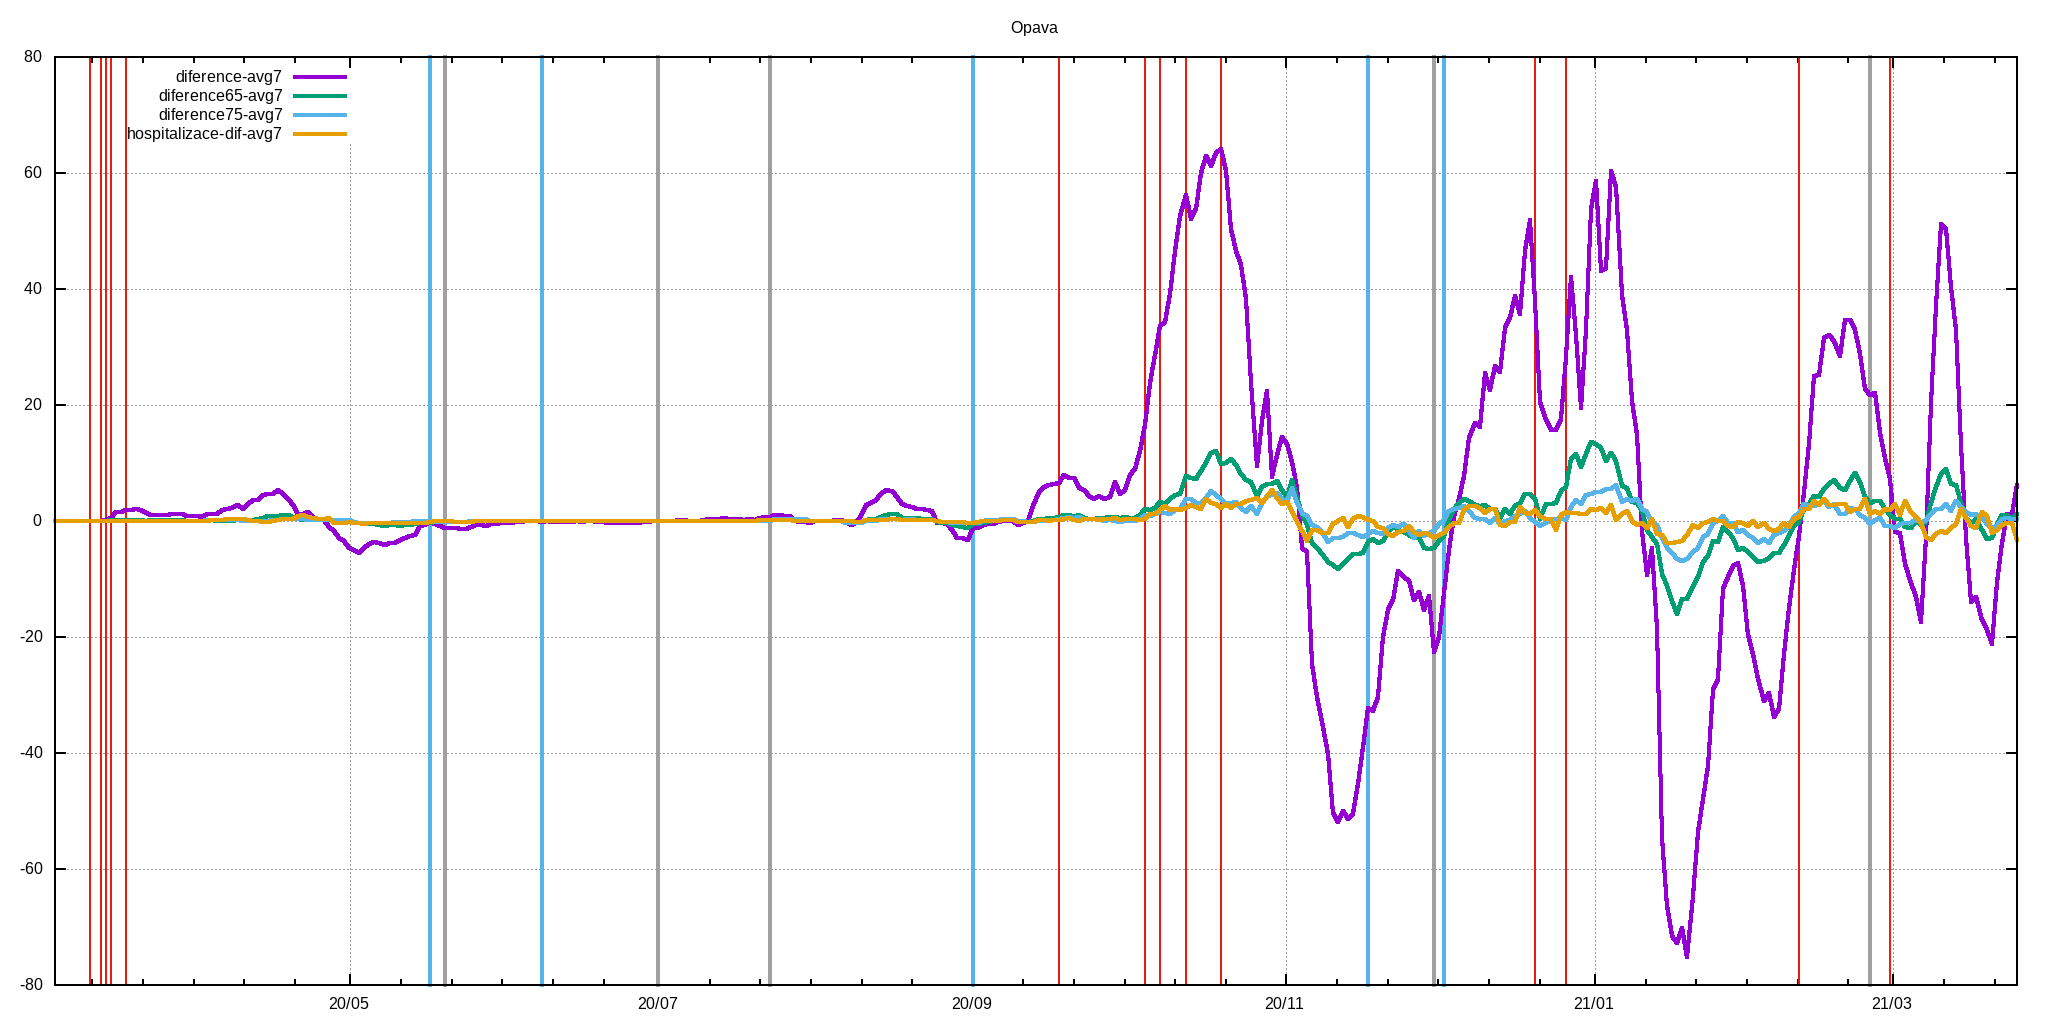 Opava
80
diference-avg7
diference65-avg7
diference75-avg7
hospitalizace-dif-avg7
60
40
20
0
-20
-40
-60
-80
20/05 20/07 20/09 20/11 21/01 21/03